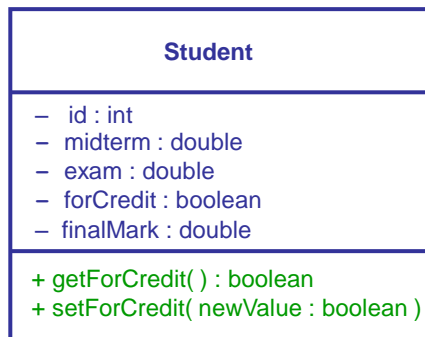 Student
– id : int
– midterm : double
– exam : double
– forCredit : boolean
– finalMark : double
+ getForCredit( ) : boolean
+ setForCredit( newValue : boolean )